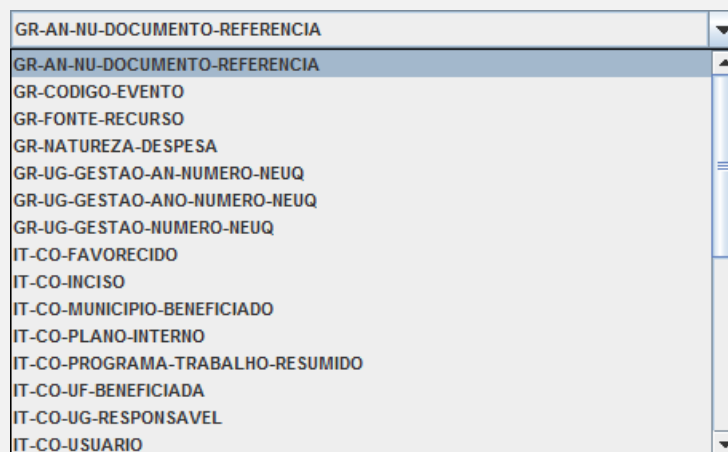 GR-AN-NU-DOCUMENTO-REFERENCIA
GR-AN-NU-DOCUMENTO-REFERENCIA
GR-CODIGO-EVENTO
GR-FONTE-RECURSO
GR-NATUREZA-DESPESA
GR-UG-GESTAO-AN-NUMERO-NEUQ
GR-UG-GESTAO-ANO-NUMERO-NEUQ
GR-UG-GESTAO-NUMERO-NEUQ
IT-CO-FAVORECIDO
IT-CO-INCISO
IT-CO-MUNICIPIO-BENEFICIADO
IT-CO-PLANO-INTERNO
IT-CO-PROGRAMA-TRABALHO-RESUMIDO
IT-CO-UF-BENEFICIADA
IT-CO-UG-RESPONSAVEL
IT-CO-USUARIO